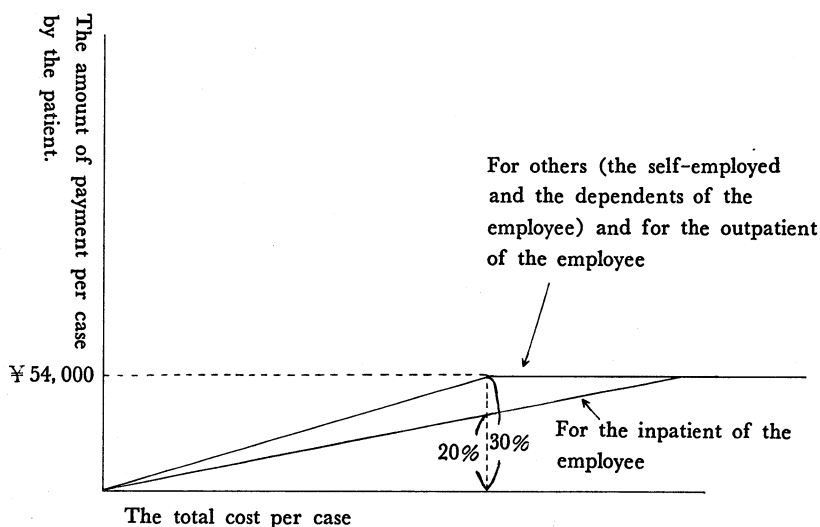 The amount of payment per case
by the patient.
For others (the self-employed
and the dependents of the
employee) and for the outpatient
of the employee
¥ 54,000
20%
30%
For the inpatient of the
employee
The total cost per case